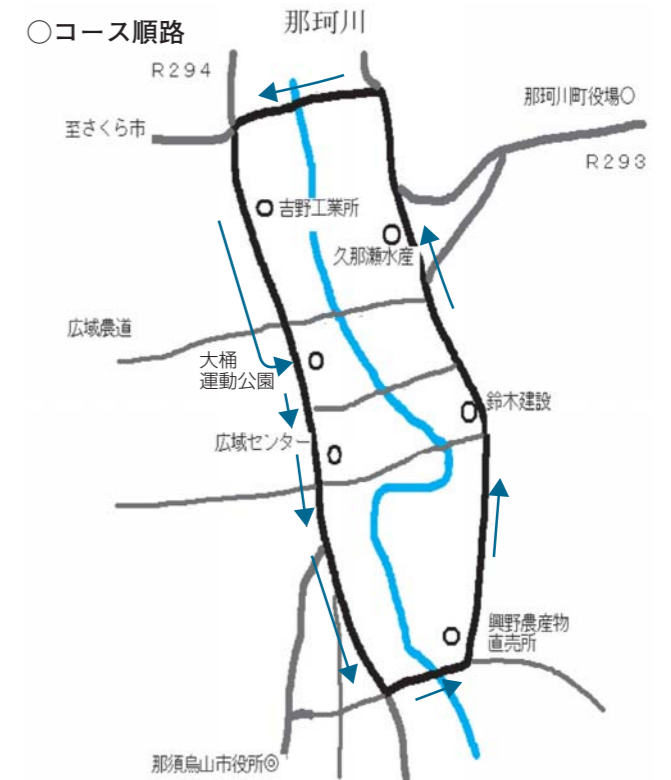 ○コース順路
那珂川
R294
那珂川町役場○
至さくら市
R293
吉野工業所
久那瀬水産
広域農道
大桶
運動公園
鈴木建設
広域センター
興野農産物
直売所
那須烏山市役所◎